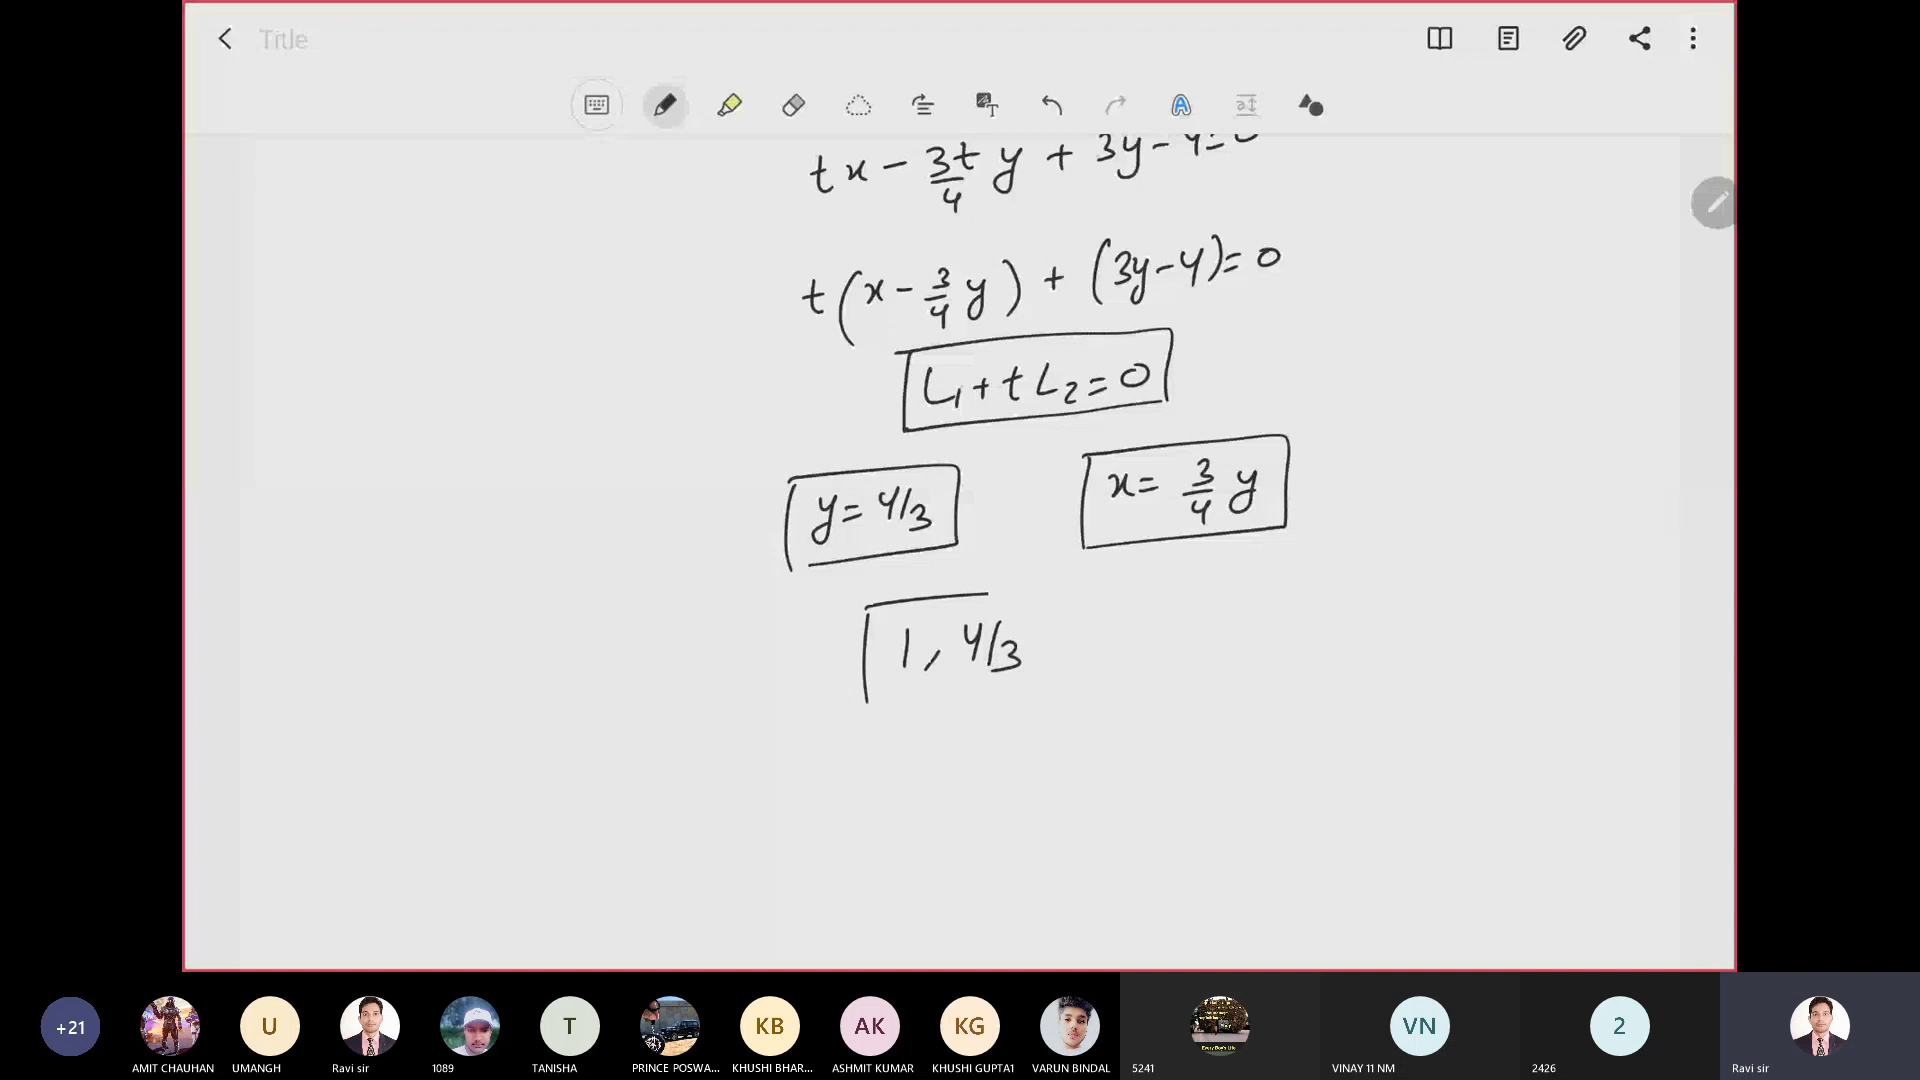 Title
tx - 3t/4 y + 3y - 4 = 0
t(x - 3/4 y) + (3y - 4) = 0
L₁ + tL₂ = 0
y = 4/3 x = 3/4 y
1, 4/3
+21 U T KB AK KG VN 2
AMIT CHAUHAN UMANGH Ravi sir 1089 TANISHA PRINCE POSWA... KHUSHI BHAR... ASHMIT KUMAR KHUSHI GUPTA1 VARUN BINDAL 5241 VINAY 11 NM 2426 Ravi sir